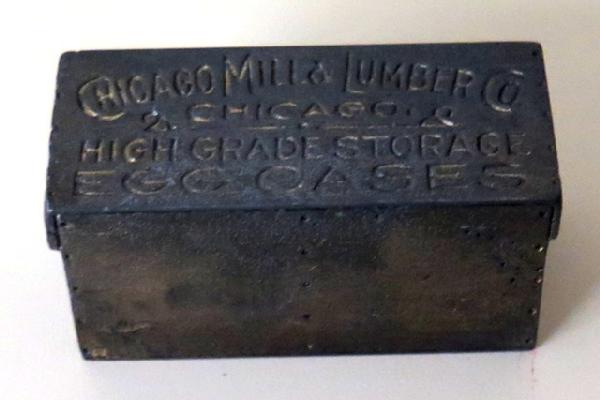 CHICAGO MILL & LUMBER CO
CHICAGO.
HIGH GRADE STORAGE
EGG CASES